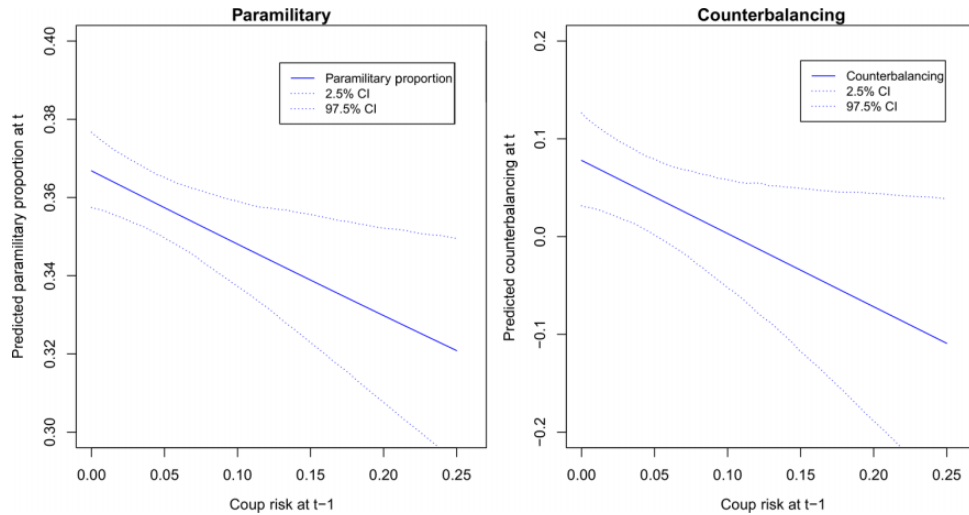 Paramilitary
Predicted paramilitary proportion at t
0.40
0.38
0.36
0.34
0.32
0.30
Paramilitary proportion
2.5% CI
97.5% CI
0.00 0.05 0.10 0.15 0.20 0.25
Coup risk at t−1
Counterbalancing
Predicted counterbalancing at t
0.2
0.1
0.0
−0.1
−0.2
Counterbalancing
2.5% CI
97.5% CI
0.00 0.05 0.10 0.15 0.20 0.25
Coup risk at t−1